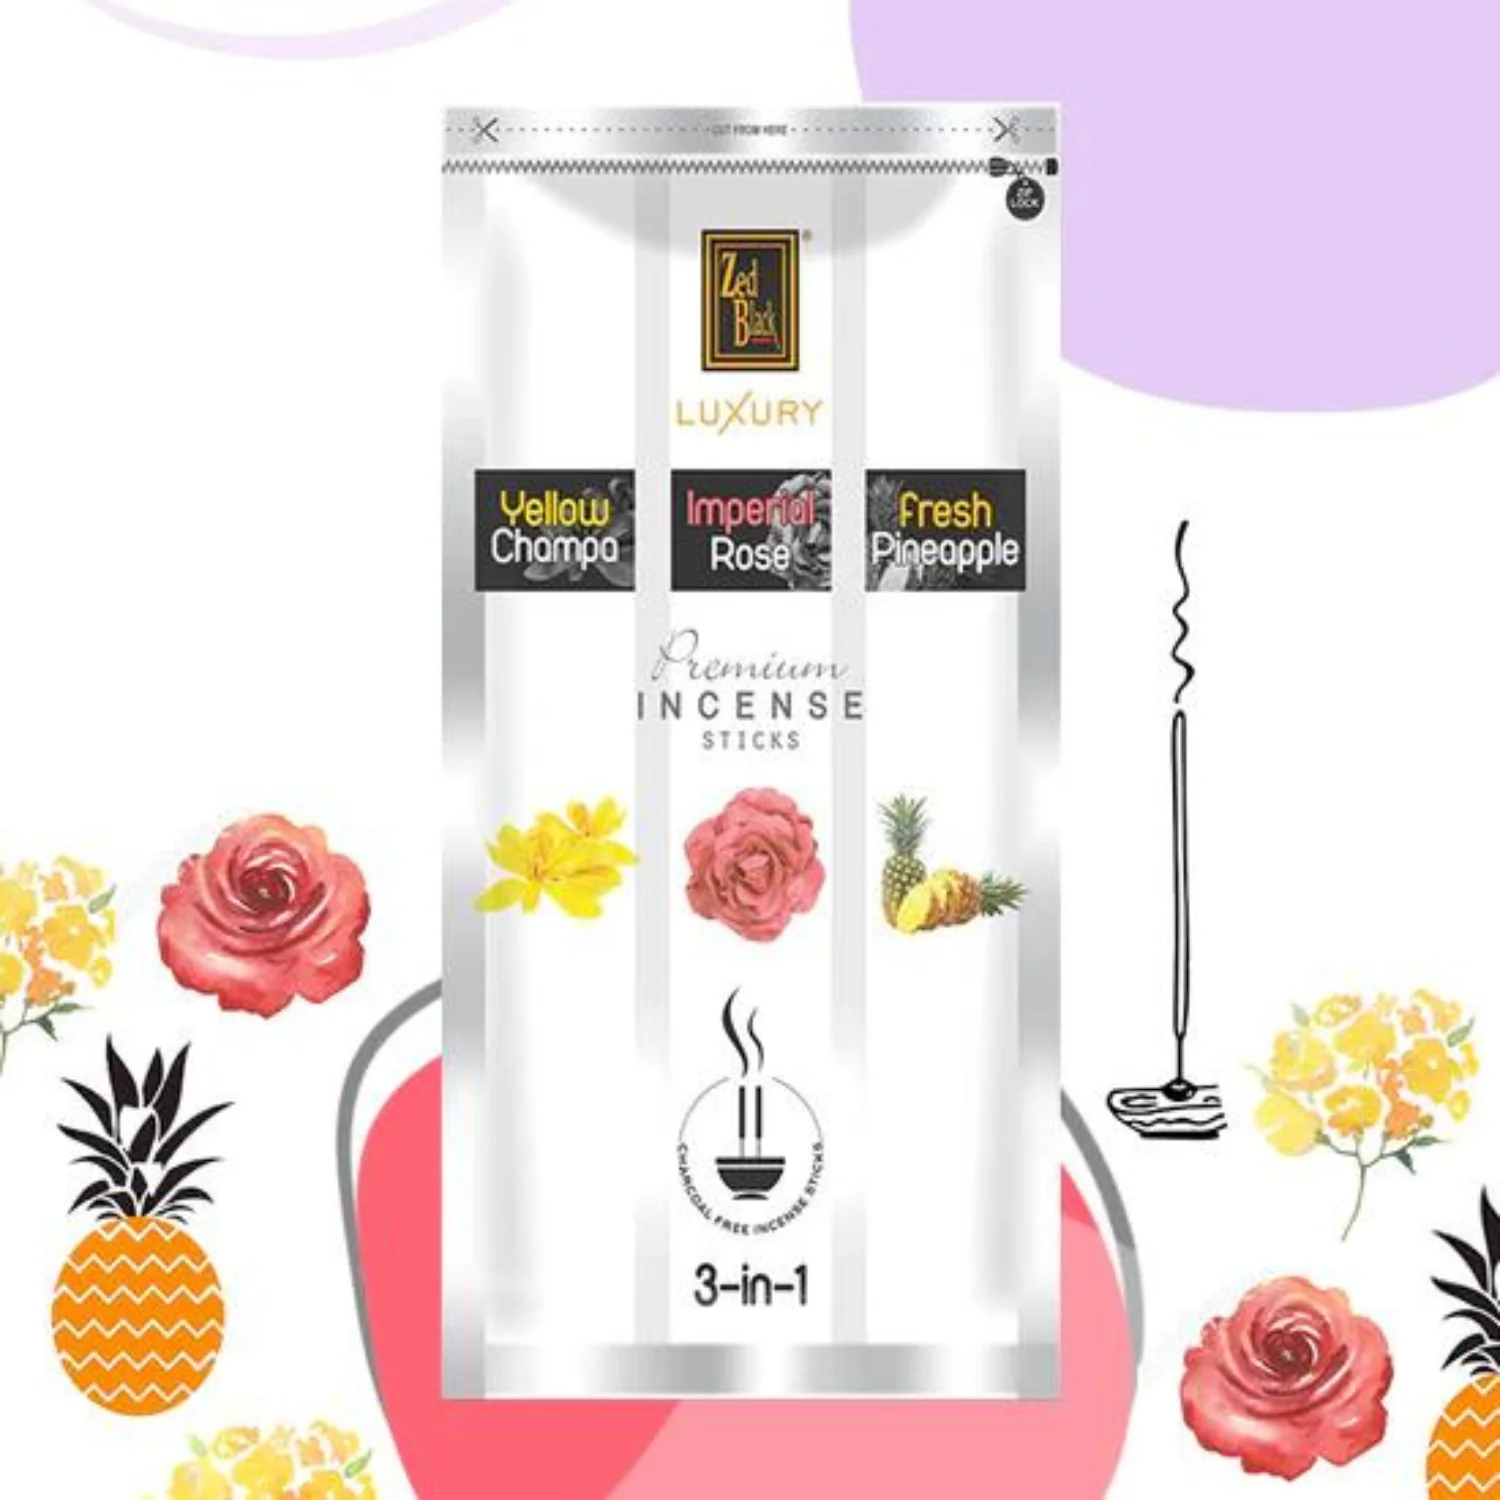 CUT FROM HERE
ZIP
LOCK
Zed
Black
®
LUXURY
Yellow
Champa
Imperial
Rose
Fresh
Pineapple
Premium
INCENSE
STICKS
CHARCOAL FREE INCENSE STICKS
3-in-1